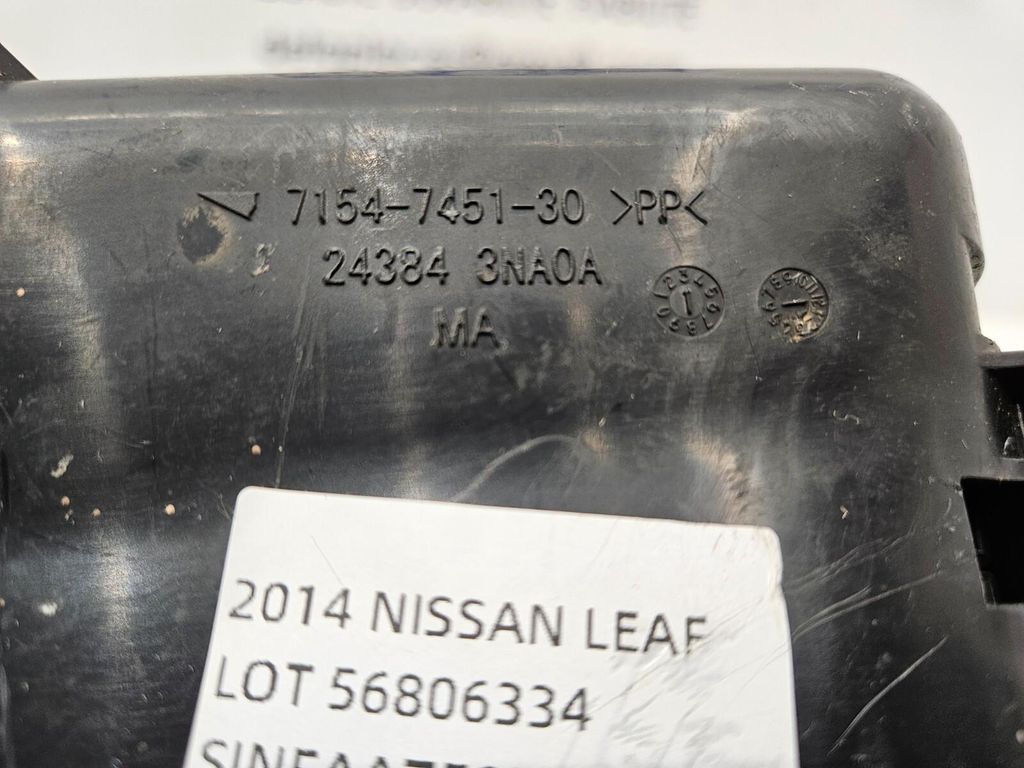 7154-7451-30 >PP<
24384 3NA0A
MA
2014 NISSAN LEAF
LOT 56806334